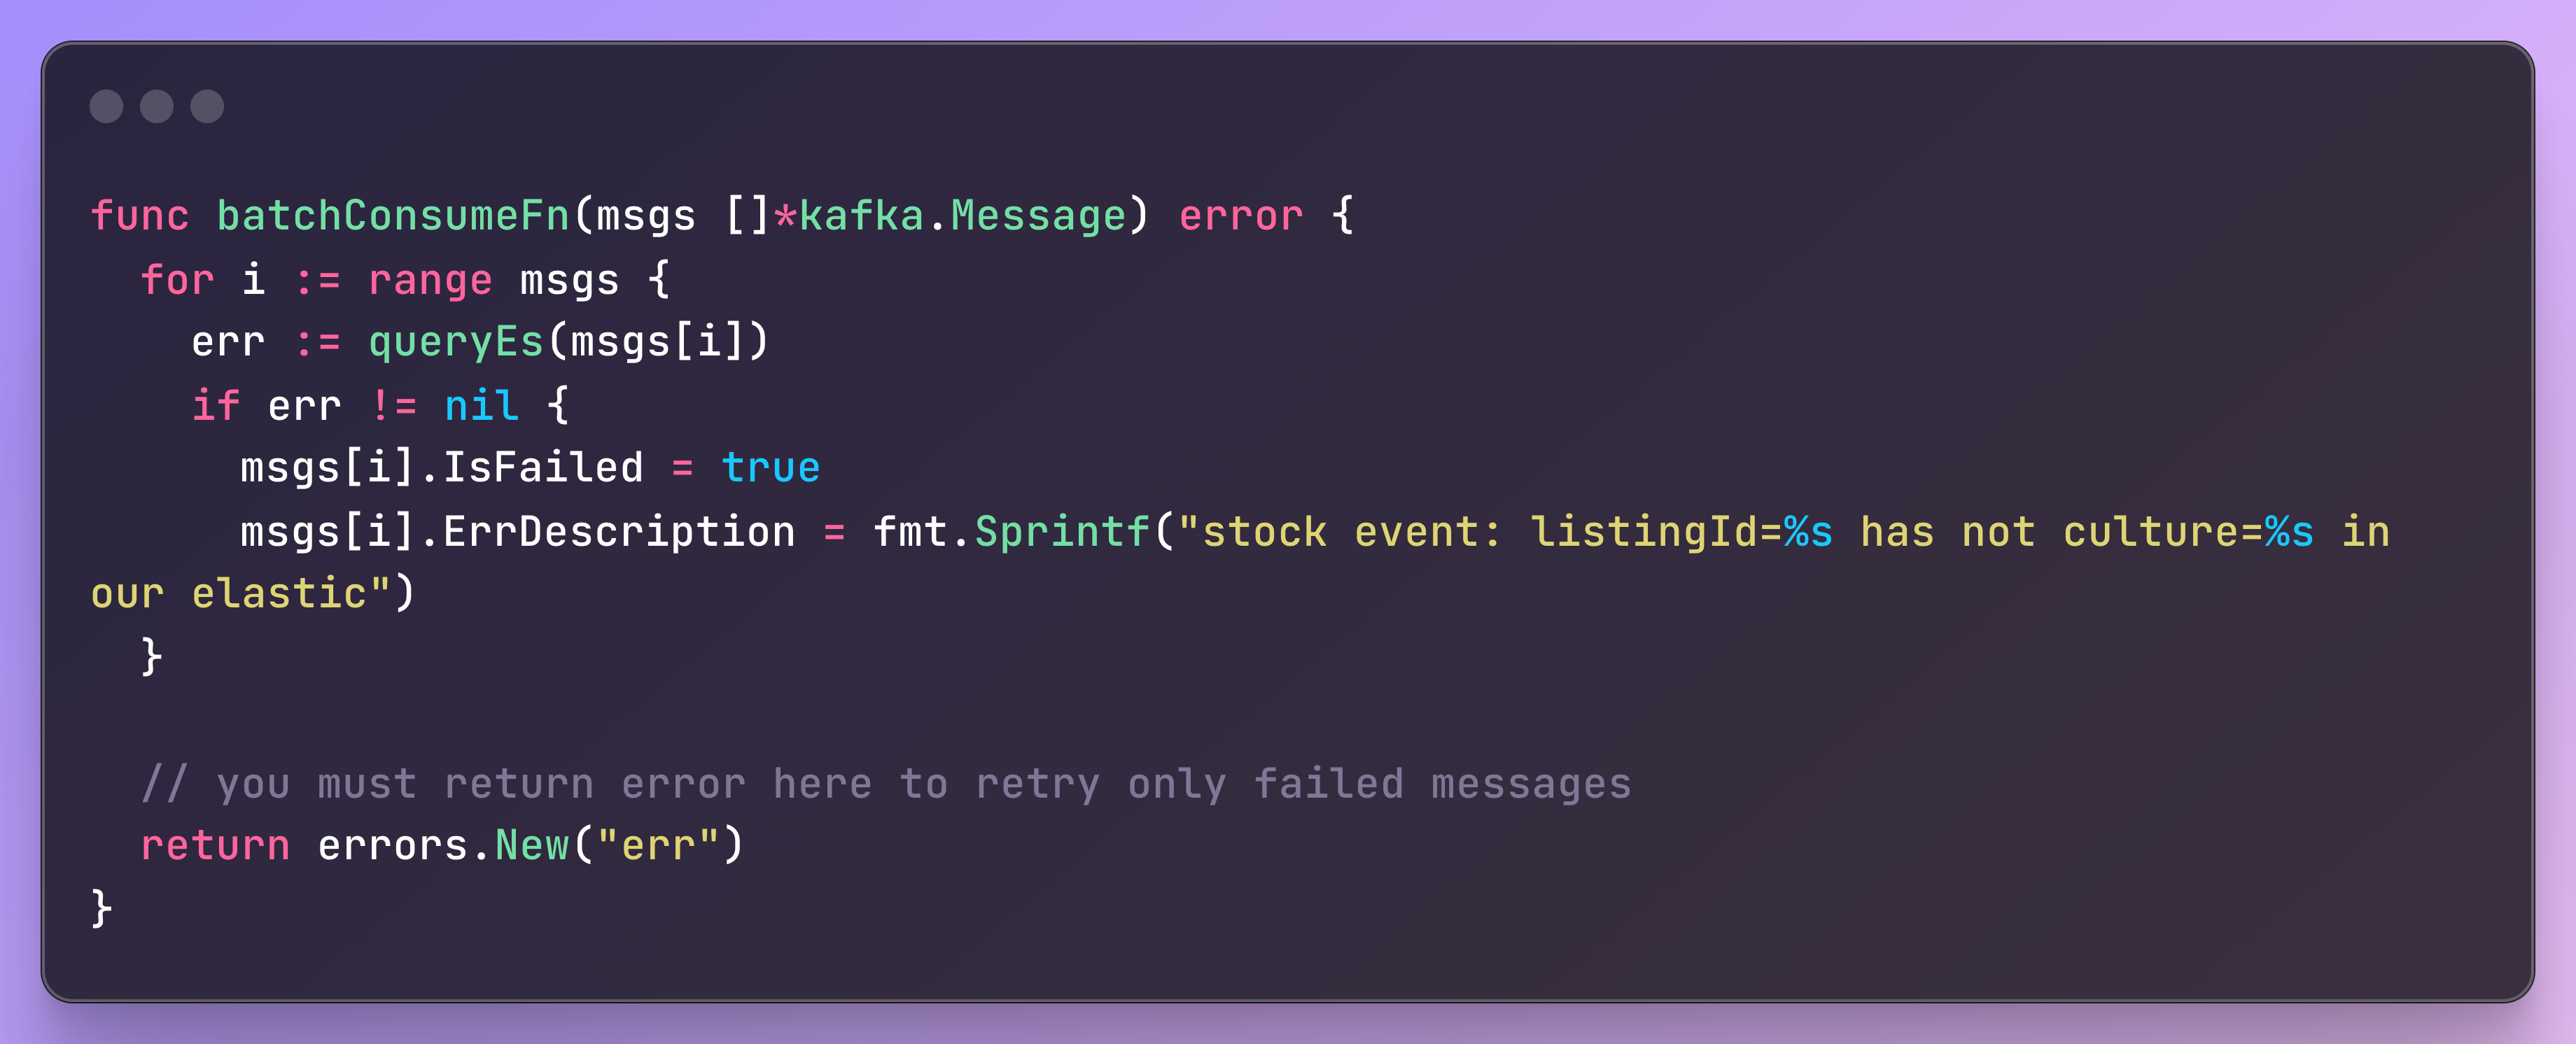 func batchConsumeFn(msgs []*kafka.Message) error {
  for i := range msgs {
    err := queryEs(msgs[i])
    if err != nil {
      msgs[i].IsFailed = true
      msgs[i].ErrDescription = fmt.Sprintf("stock event: listingId=%s has not culture=%s in
our elastic")
  }

  // you must return error here to retry only failed messages
  return errors.New("err")
}